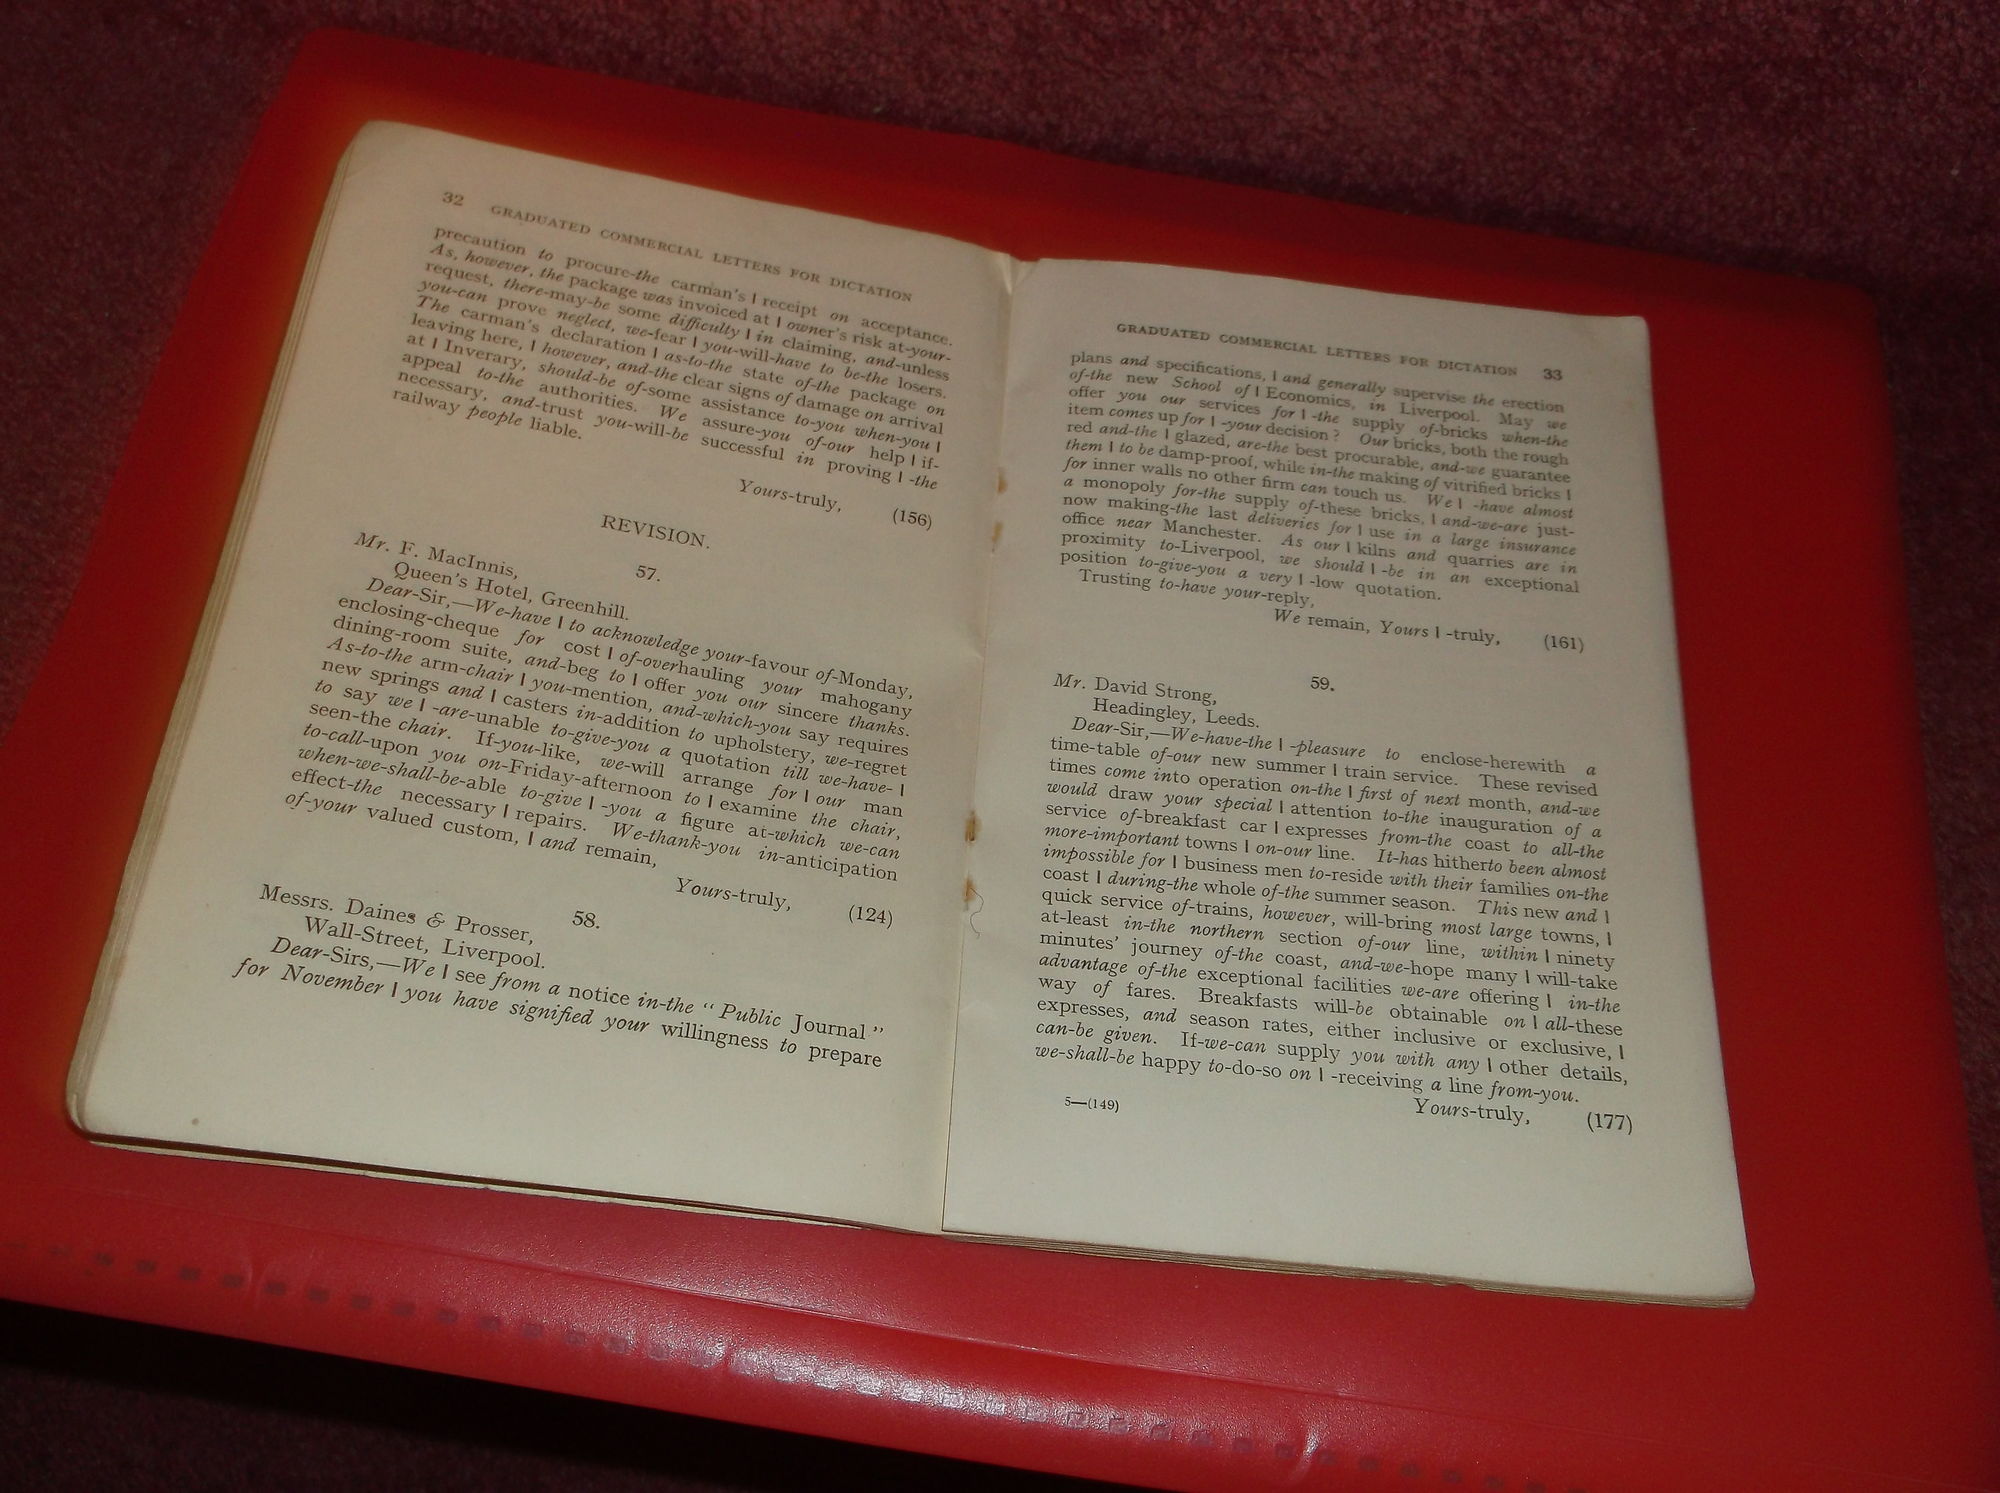 32 GRADUATED COMMERCIAL LETTERS FOR DICTATION
precaution to procure-the carman's | receipt on acceptance.
As, however, the package was invoiced at | owner's risk at-your-
request, there-may-be some difficulty | in claiming, and-unless
you-can prove neglect, we-fear | you-will-have to be-the losers.
The carman's declaration | as-to-the state of-the package on
leaving here, | however, and-the clear signs of damage on arrival
at | Inverary, should-be of-some assistance to-you when-you |
appeal to-the authorities. We assure-you of-our help | if-
necessary, and-trust you-will-be successful in proving | -the
railway people liable.
Yours-truly, (156)
REVISION.
57.
Mr. F. MacInnis,
Queen's Hotel, Greenhill.
Dear-Sir,—We-have | to acknowledge your-favour of-Monday,
enclosing-cheque for cost | of-overhauling your mahogany
dining-room suite, and-beg to | offer you our sincere thanks.
As-to-the arm-chair | you-mention, and-which-you say requires
new springs and | casters in-addition to upholstery, we-regret
to say we | -are-unable to-give-you a quotation till we-have- |
seen-the chair. If-you-like, we-will arrange for | our man
to-call-upon you on-Friday-afternoon to | examine the chair,
when-we-shall-be-able to-give | -you a figure at-which we-can
effect-the necessary | repairs. We-thank-you in-anticipation
of-your valued custom, | and remain,
Yours-truly, (124)
58.
Messrs. Daines & Prosser,
Wall-Street, Liverpool.
Dear-Sirs,—We | see from a notice in-the “ Public Journal ”
for November | you have signified your willingness to prepare
GRADUATED COMMERCIAL LETTERS FOR DICTATION 33
plans and specifications, | and generally supervise the erection
of-the new School of | Economics, in Liverpool. May we
offer you our services for | -the supply of-bricks when-the
item comes up for | -your decision ? Our bricks, both the rough
red and-the | glazed, are-the best procurable, and-we guarantee
them | to be damp-proof, while in-the making of vitrified bricks |
for inner walls no other firm can touch us. We | -have almost
a monopoly for-the supply of-these bricks, | and-we-are just-
now making-the last deliveries for | use in a large insurance
office near Manchester. As our | kilns and quarries are in
proximity to-Liverpool, we should | -be in an exceptional
position to-give-you a very | -low quotation.
Trusting to-have your-reply,
We remain, Yours | -truly, (161)
59.
Mr. David Strong,
Headingley, Leeds.
Dear-Sir,—We-have-the | -pleasure to enclose-herewith a
time-table of-our new summer | train service. These revised
times come into operation on-the | first of next month, and-we
would draw your special | attention to-the inauguration of a
service of-breakfast car | expresses from-the coast to all-the
more-important towns | on-our line. It-has hitherto been almost
impossible for | business men to-reside with their families on-the
coast | during-the whole of-the summer season. This new and |
quick service of-trains, however, will-bring most large towns, |
at-least in-the northern section of-our line, within | ninety
minutes' journey of-the coast, and-we-hope many | will-take
advantage of-the exceptional facilities we-are offering | in-the
way of fares. Breakfasts will-be obtainable on | all-these
expresses, and season rates, either inclusive or exclusive, |
can-be given. If-we-can supply you with any | other details,
we-shall-be happy to-do-so on | -receiving a line from-you.
Yours-truly, (177)
5—(149)